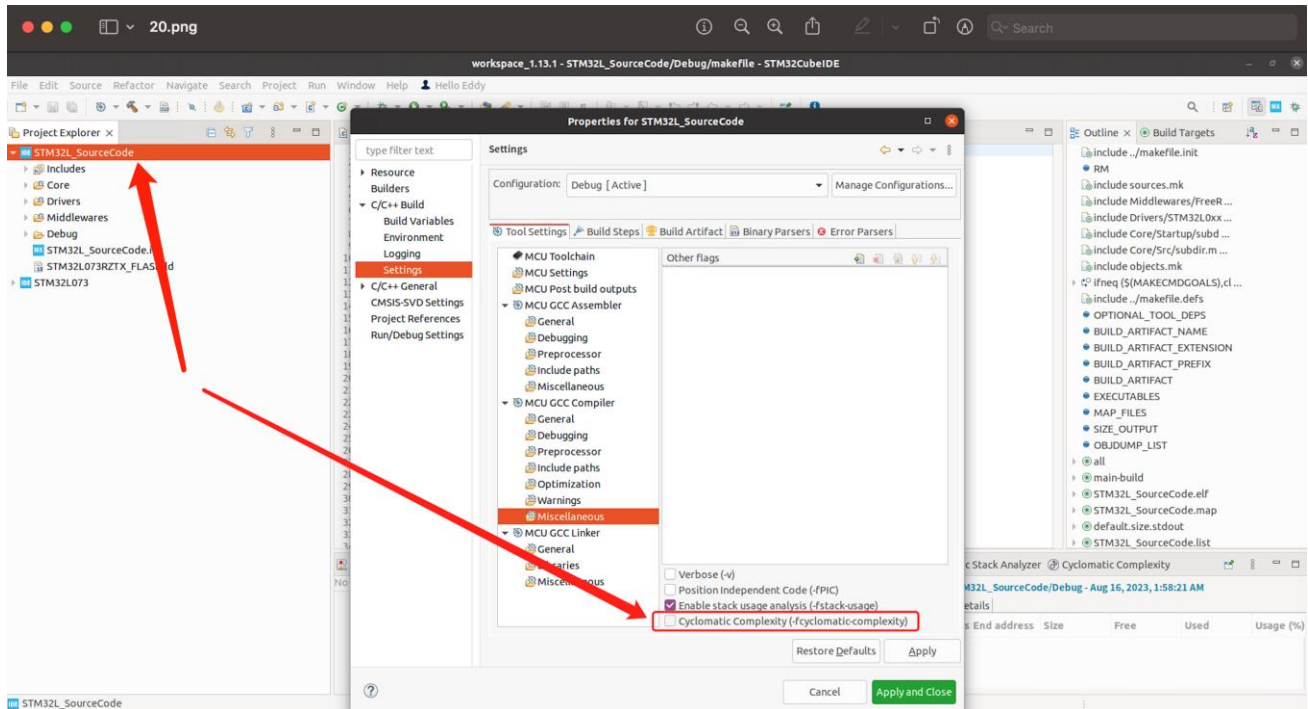 20.png
Search
workspace_1.13.1 - STM32L_SourceCode/Debug/makefile - STM32CubeIDE
File Edit Source Refactor Navigate Search Project Run Window Help Hello Eddy
Project Explorer
STM32L_SourceCode
Includes
Core
Drivers
Middlewares
Debug
STM32L_SourceCode.i
STM32L073RZTX_FLAS
STM32L073
Properties for STM32L_SourceCode
type filter text
Resource
Builders
C/C++ Build
Build Variables
Environment
Logging
Settings
C/C++ General
CMSIS-SVD Settings
Project References
Run/Debug Settings
Settings
Configuration: Debug [ Active ]
Manage Configurations...
Tool Settings Build Steps Build Artifact Binary Parsers Error Parsers
MCU Toolchain
MCU Settings
MCU Post build outputs
MCU GCC Assembler
General
Debugging
Preprocessor
Include paths
Miscellaneous
MCU GCC Compiler
General
Debugging
Preprocessor
Include paths
Optimization
Warnings
Miscellaneous
MCU GCC Linker
General
Libraries
Miscellaneous
Other flags
Verbose (-v)
Position Independent Code (-fPIC)
Enable stack usage analysis (-fstack-usage)
Cyclomatic Complexity (-fcyclomatic-complexity)
Restore Defaults
Apply
Cancel
Apply and Close
Outline Build Targets
include ../makefile.init
RM
include sources.mk
include Middlewares/FreeR...
include Drivers/STM32L0xx...
include Core/Startup/subd...
include Core/Src/subdir.m...
include objects.mk
ifneq ($(MAKECMDGOALS),cl...
include ../makefile.defs
OPTIONAL_TOOL_DEPS
BUILD_ARTIFACT_NAME
BUILD_ARTIFACT_EXTENSION
BUILD_ARTIFACT_PREFIX
BUILD_ARTIFACT
EXECUTABLES
MAP_FILES
SIZE_OUTPUT
OBJDUMP_LIST
all
main-build
STM32L_SourceCode.elf
STM32L_SourceCode.map
default.size.stdout
STM32L_SourceCode.list
c Stack Analyzer Cyclomatic Complexity
M32L_SourceCode/Debug - Aug 16, 2023, 1:58:21 AM
etails
s End address Size Free Used Usage (%)
No
STM32L_SourceCode